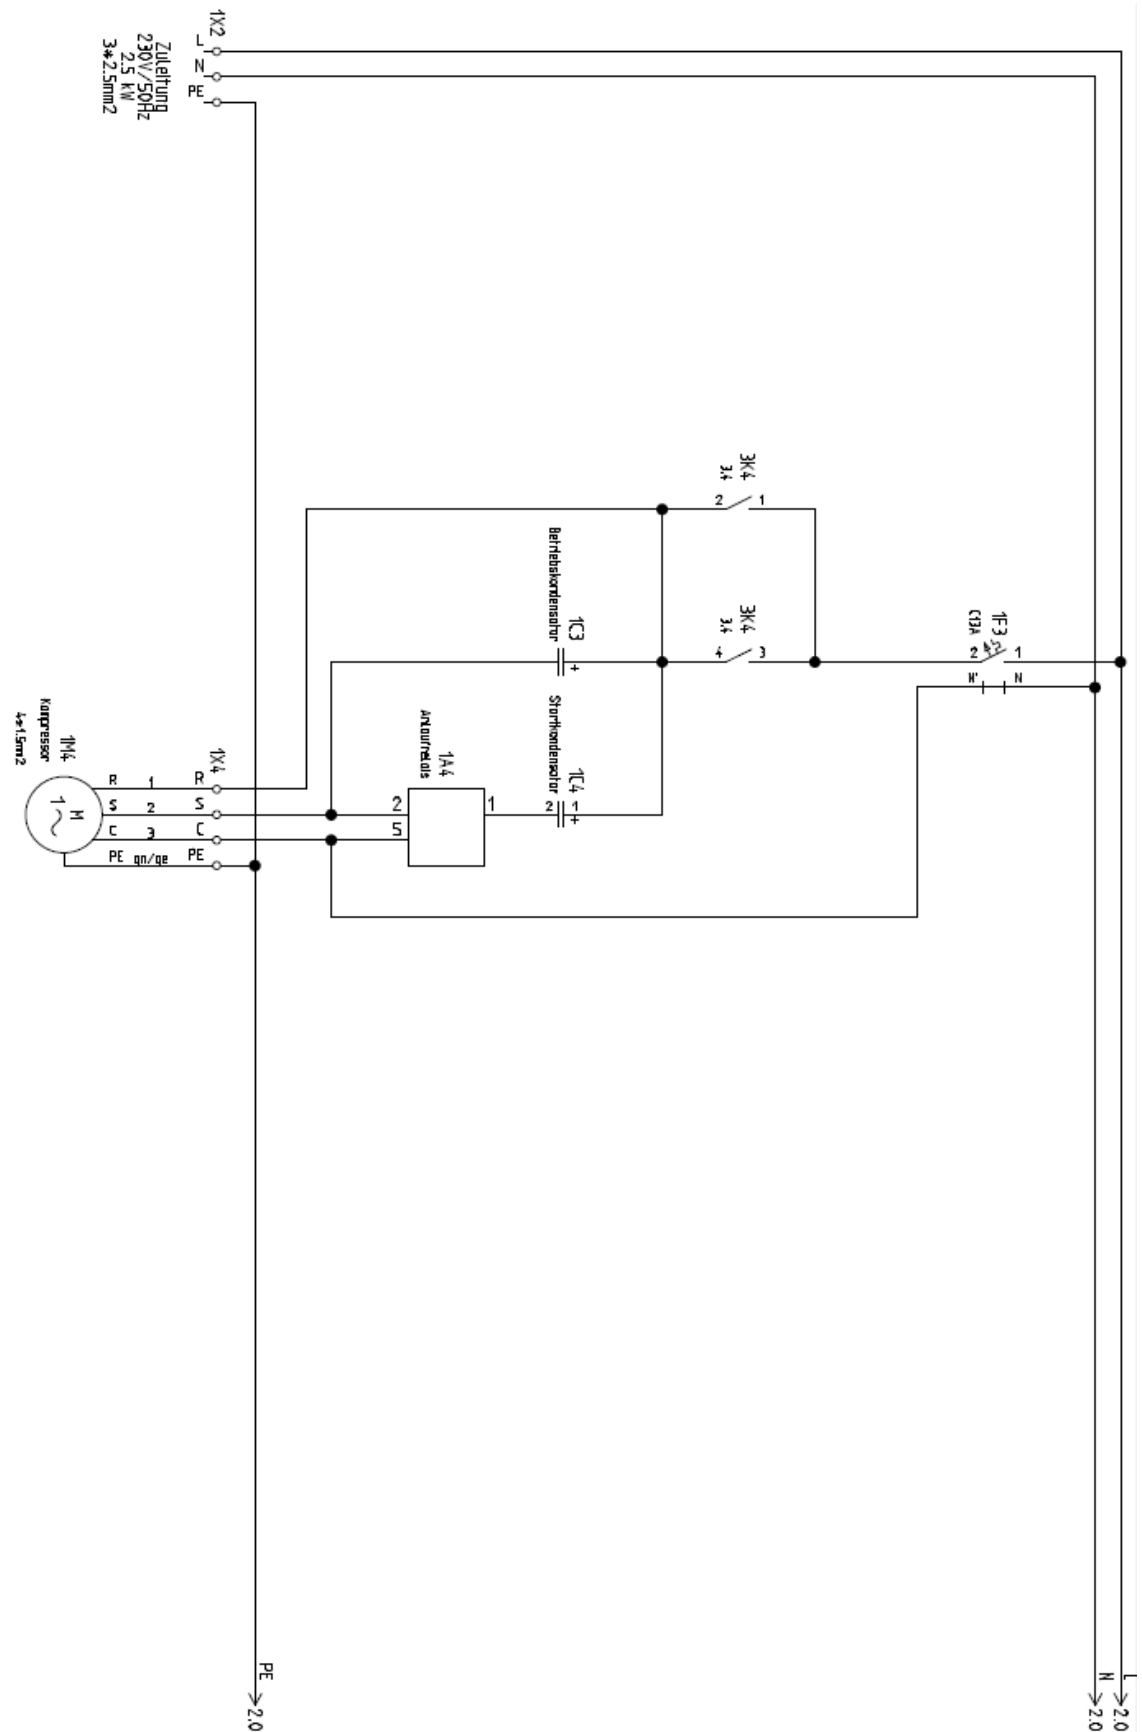 1X2
L
N
PE
Zuleitung
230V/50Hz
2.5 kW
3*2.5mm2
3K4
3.4
2
1
Betriebskondensator
1C3
+
3K4
3.4
4
3
1F3
C13A
2
1
N'
N
Startkondensator
1C4
2
1
+
Anlaufrelais
1A4
2
1
5
Kompressor
4*1.5mm2
1M4
M
1~
1X4
R
1
R
S
2
S
C
3
C
PE
gn/ge
PE
PE
2.0
N
2.0
L
2.0